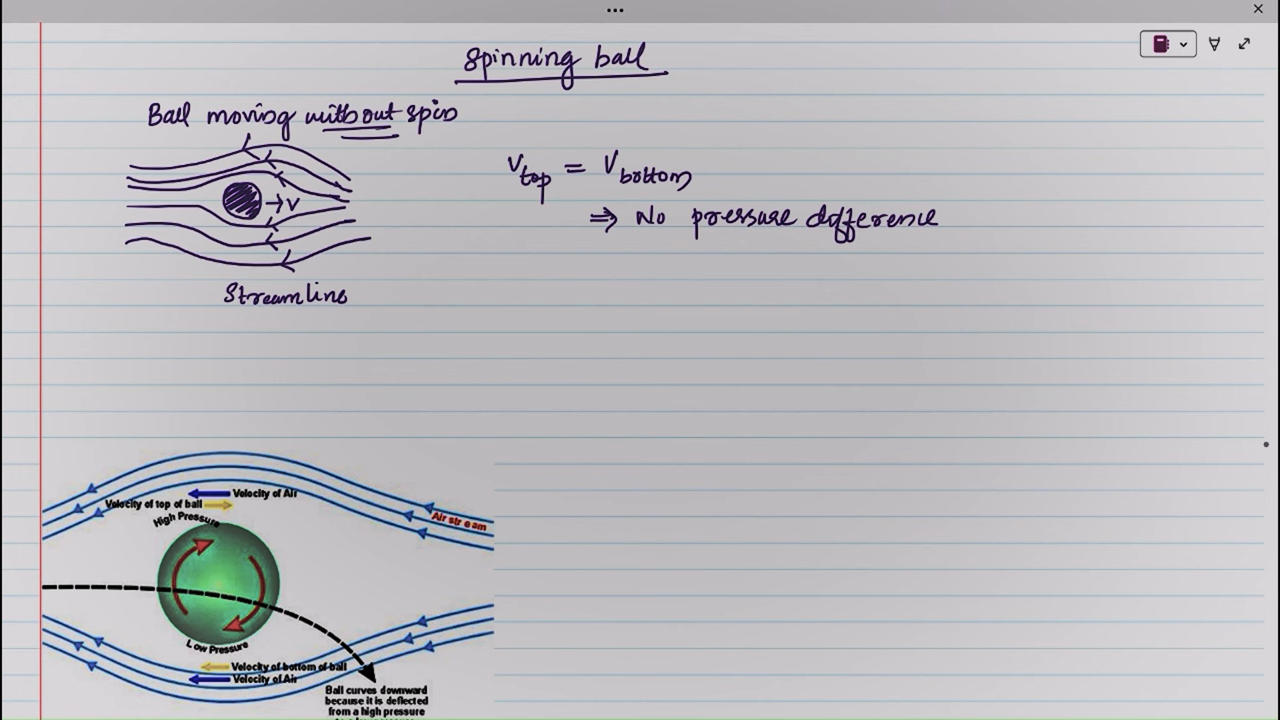 Spinning ball
Ball moving without spin
V top = V bottom
→ V
⇒ No pressure difference
Streamline
Velocity of Air
Velocity of top of ball
High Pressure
Air stream
Low Pressure
Velocity of bottom of ball
Velocity of Air
Ball curves downward
because it is deflected
from a high pressure